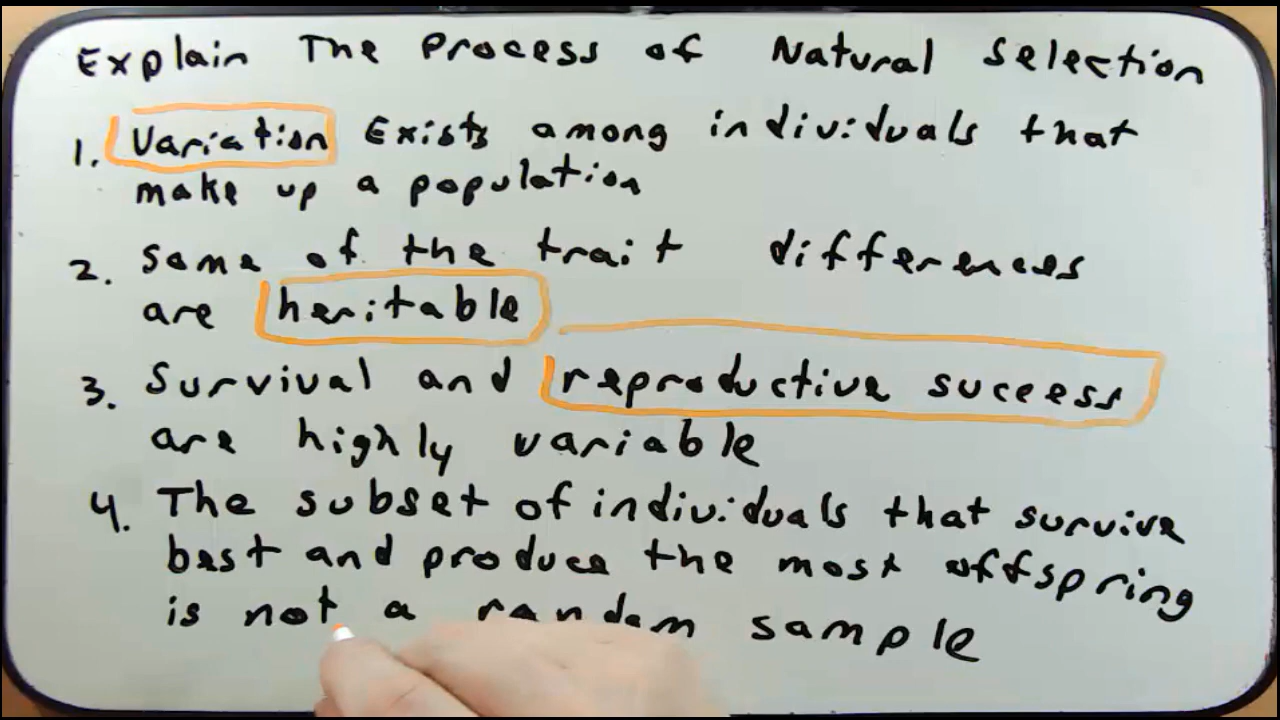 Explain The Process of Natural Selection
1. Variation Exists among individuals that
make up a population
2. Some of the trait differences
are heritable
3. Survival and reproductive success
are highly variable
4. The subset of individuals that survive
best and produce the most offspring
is not a random sample